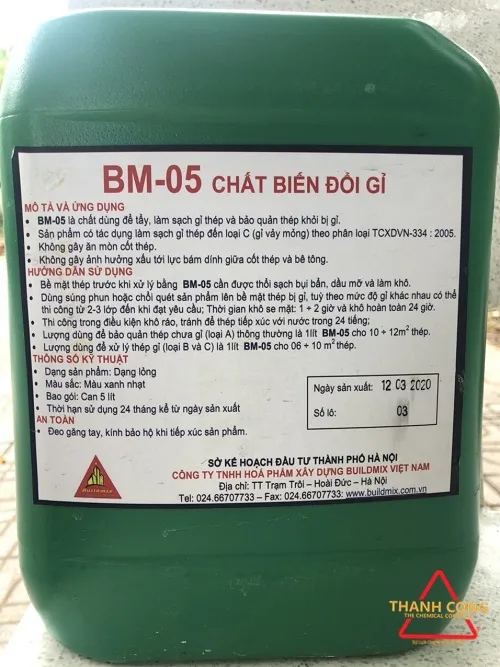 BM-05 CHẤT BIẾN ĐỔI GỈ
MÔ TẢ VÀ ỨNG DỤNG
• BM-05 là chất dùng để tẩy, làm sạch gỉ thép và bảo quản thép khỏi bị gỉ.
• Sản phẩm có tác dụng làm sạch gỉ thép đến loại C (gỉ vảy mỏng) theo phân loại TCXDVN-334 : 2005.
• Không gây ăn mòn cốt thép.
• Không gây ảnh hưởng xấu tới lực bám dính giữa cốt thép và bê tông.
HƯỚNG DẪN SỬ DỤNG
• Bề mặt thép trước khi xử lý bằng BM-05 cần được thổi sạch bụi bẩn, dầu mỡ và làm khô.
• Dùng súng phun hoặc chổi quét sản phẩm lên bề mặt thép bị gỉ, tuỳ theo mức độ gỉ khác nhau có thể
thi công từ 2-3 lớp đến khi đạt yêu cầu; Thời gian khô se mặt: 1 ÷ 2 giờ và khô hoàn toàn 24 giờ.
• Thi công trong điều kiện khô ráo, tránh để thép tiếp xúc với nước trong 24 tiếng;
• Lượng dùng để bảo quản thép chưa gỉ (loại A) thông thường là 1lít BM-05 cho 10 ÷ 12m² thép.
• Lượng dùng để xử lý thép gỉ (loại B và C) là 1lít BM-05 cho 06 ÷ 10 m² thép.
THÔNG SỐ KỸ THUẬT
• Dạng sản phẩm: Dạng lỏng
• Màu sắc: Màu xanh nhạt
• Bao gói: Can 5 lít
• Thời hạn sử dụng 24 tháng kể từ ngày sản xuất
AN TOÀN
• Đeo găng tay, kính bảo hộ khi tiếp xúc sản phẩm.
Ngày sản xuất: 12 03 2020
Số lô: 03
SỞ KẾ HOẠCH ĐẦU TƯ THÀNH PHỐ HÀ NỘI
CÔNG TY TNHH HOÁ PHẨM XÂY DỰNG BUILDMIX VIỆT NAM
Địa chỉ: TT Trạm Trôi – Hoài Đức – Hà Nội
Tel: 024.66707733 – Fax: 024.66707733; www.buildmix.com.vn
BUILDMIX
THANH CONG
THE CHEMICAL